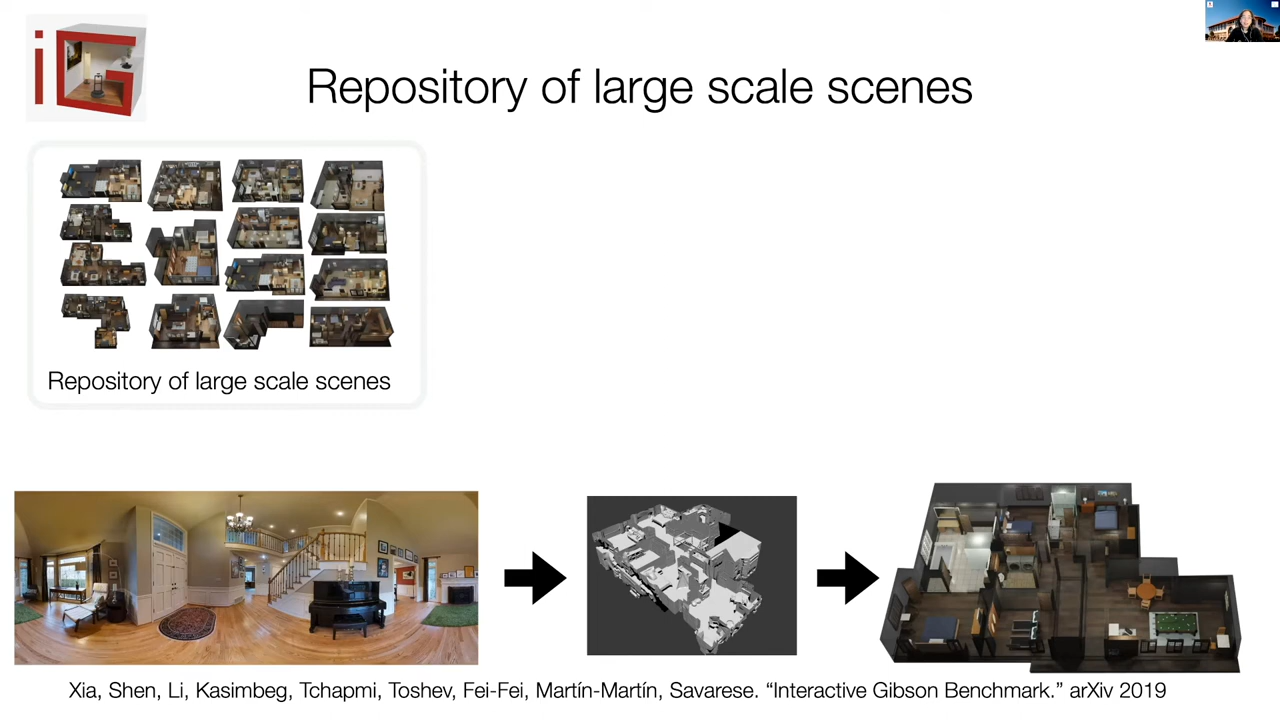 iG
Repository of large scale scenes
Repository of large scale scenes
Xia, Shen, Li, Kasimbeg, Tchapmi, Toshev, Fei-Fei, Martín-Martín, Savarese. “Interactive Gibson Benchmark.” arXiv 2019